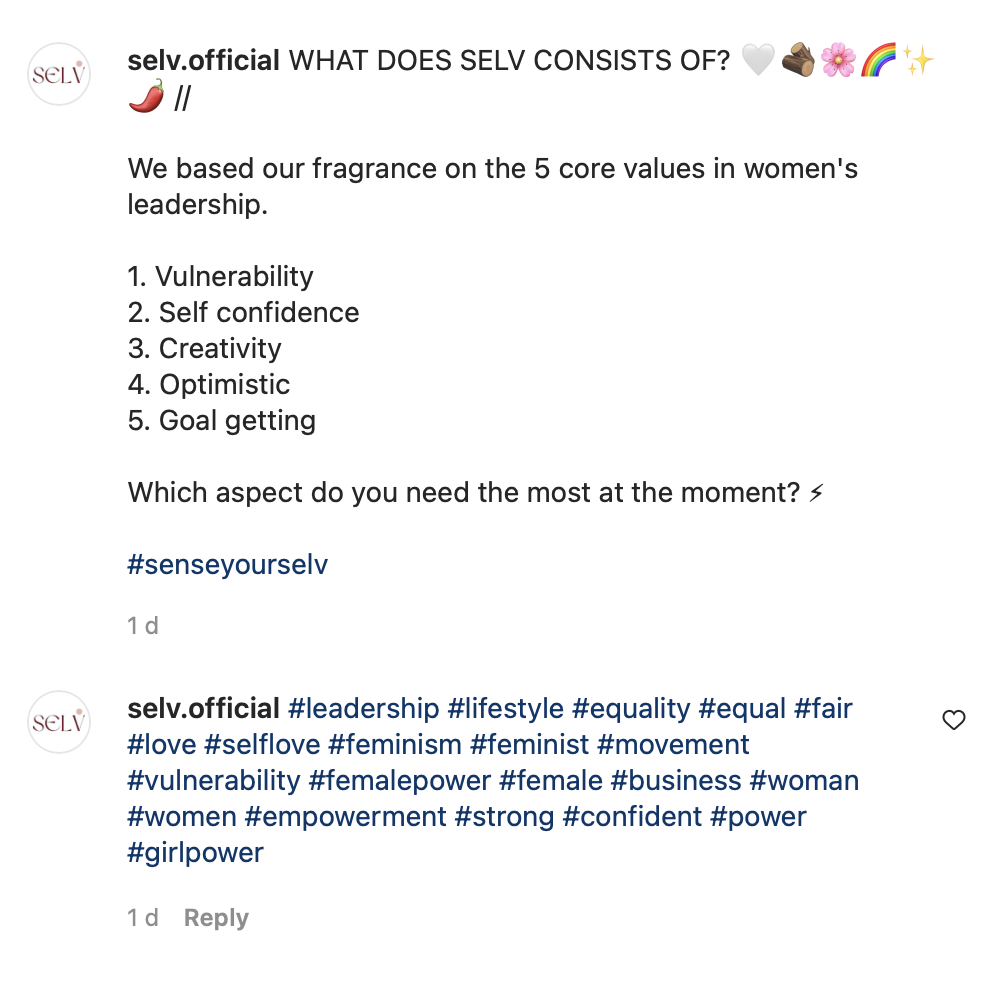 SELV
selv.official WHAT DOES SELV CONSISTS OF? 🤍🪵🌸🌈✨
🌶️ //
We based our fragrance on the 5 core values in women's
leadership.
1. Vulnerability
2. Self confidence
3. Creativity
4. Optimistic
5. Goal getting
Which aspect do you need the most at the moment? ⚡
#senseyourselv
1 d
SELV
selv.official #leadership #lifestyle #equality #equal #fair
#love #selflove #feminism #feminist #movement
#vulnerability #femalepower #female #business #woman
#women #empowerment #strong #confident #power
#girlpower
1 d Reply